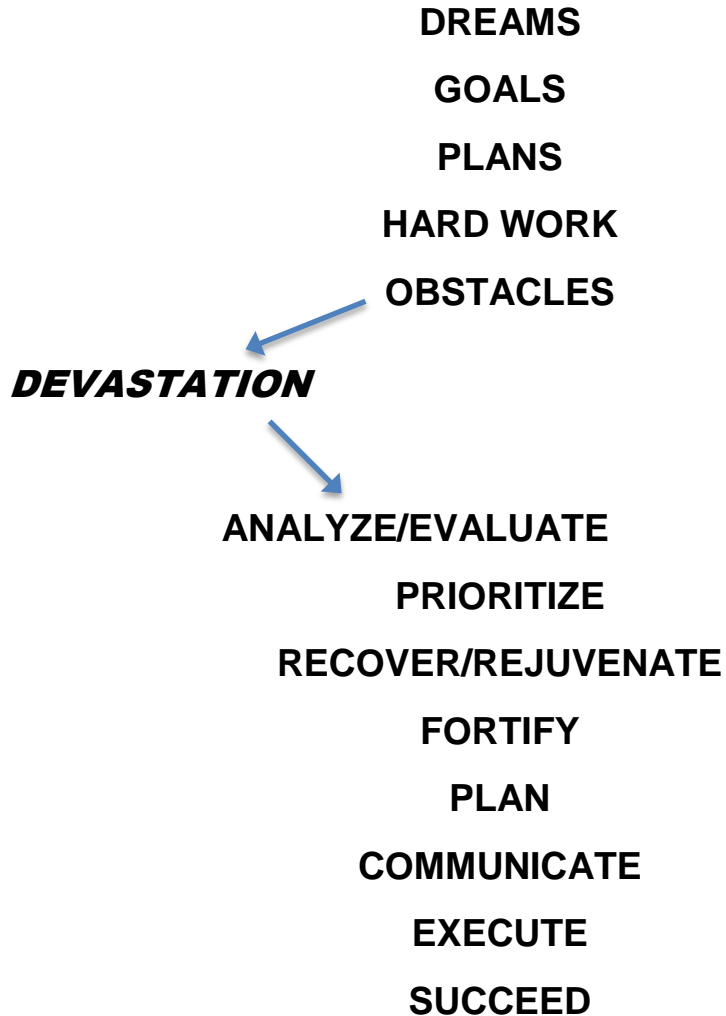 DREAMS
GOALS
PLANS
HARD WORK
OBSTACLES
DEVASTATION
ANALYZE/EVALUATE
PRIORITIZE
RECOVER/REJUVENATE
FORTIFY
PLAN
COMMUNICATE
EXECUTE
SUCCEED